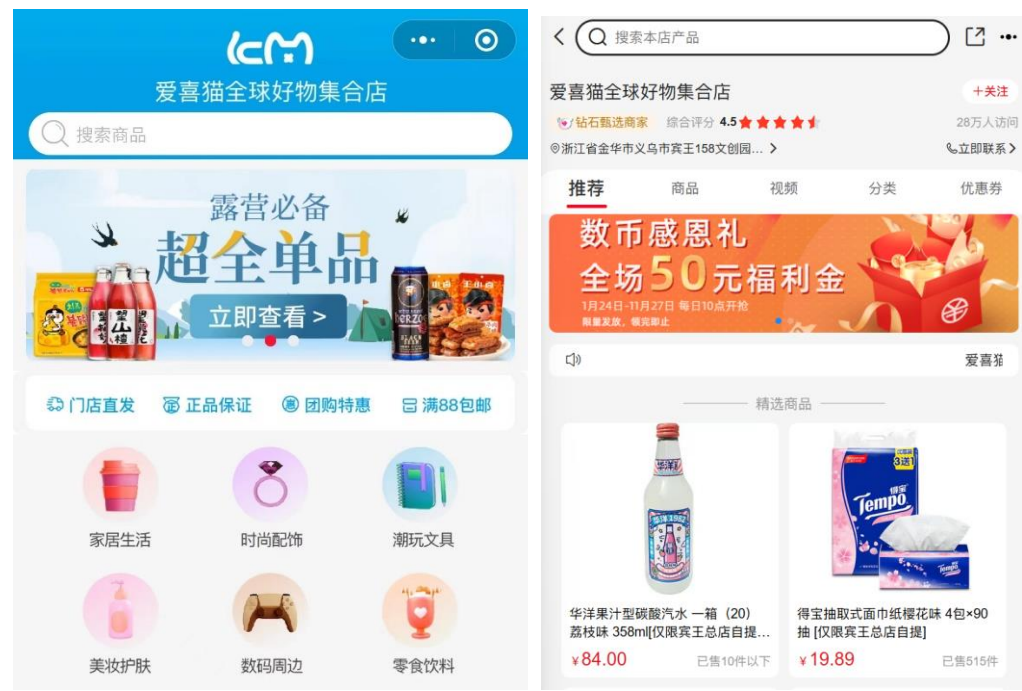 ICM
爱喜猫全球好物集合店
搜索商品
露营必备
超全单品
立即查看 >
门店直发
正品保证
团购特惠
满88包邮
家居生活
时尚配饰
潮玩文具
美妆护肤
数码周边
零食饮料
搜索本店产品
爱喜猫全球好物集合店
+关注
钻石甄选商家 综合评分 4.5
28万人访问
浙江省金华市义乌市宾王158文创园...
立即联系
推荐
商品
视频
分类
优惠券
数币感恩礼
全场50元福利金
1月24日-11月27日 每日10点开抢
限量发放，领完即止
爱喜猫
精选商品
华洋
3送1
得宝
Tempo
Tempo
华洋果汁型碳酸汽水 一箱（20）
荔枝味 358ml[仅限宾王总店自提...
¥84.00
已售10件以下
得宝抽取式面巾纸樱花味 4包×90
抽 [仅限宾王总店自提]
¥19.89
已售515件